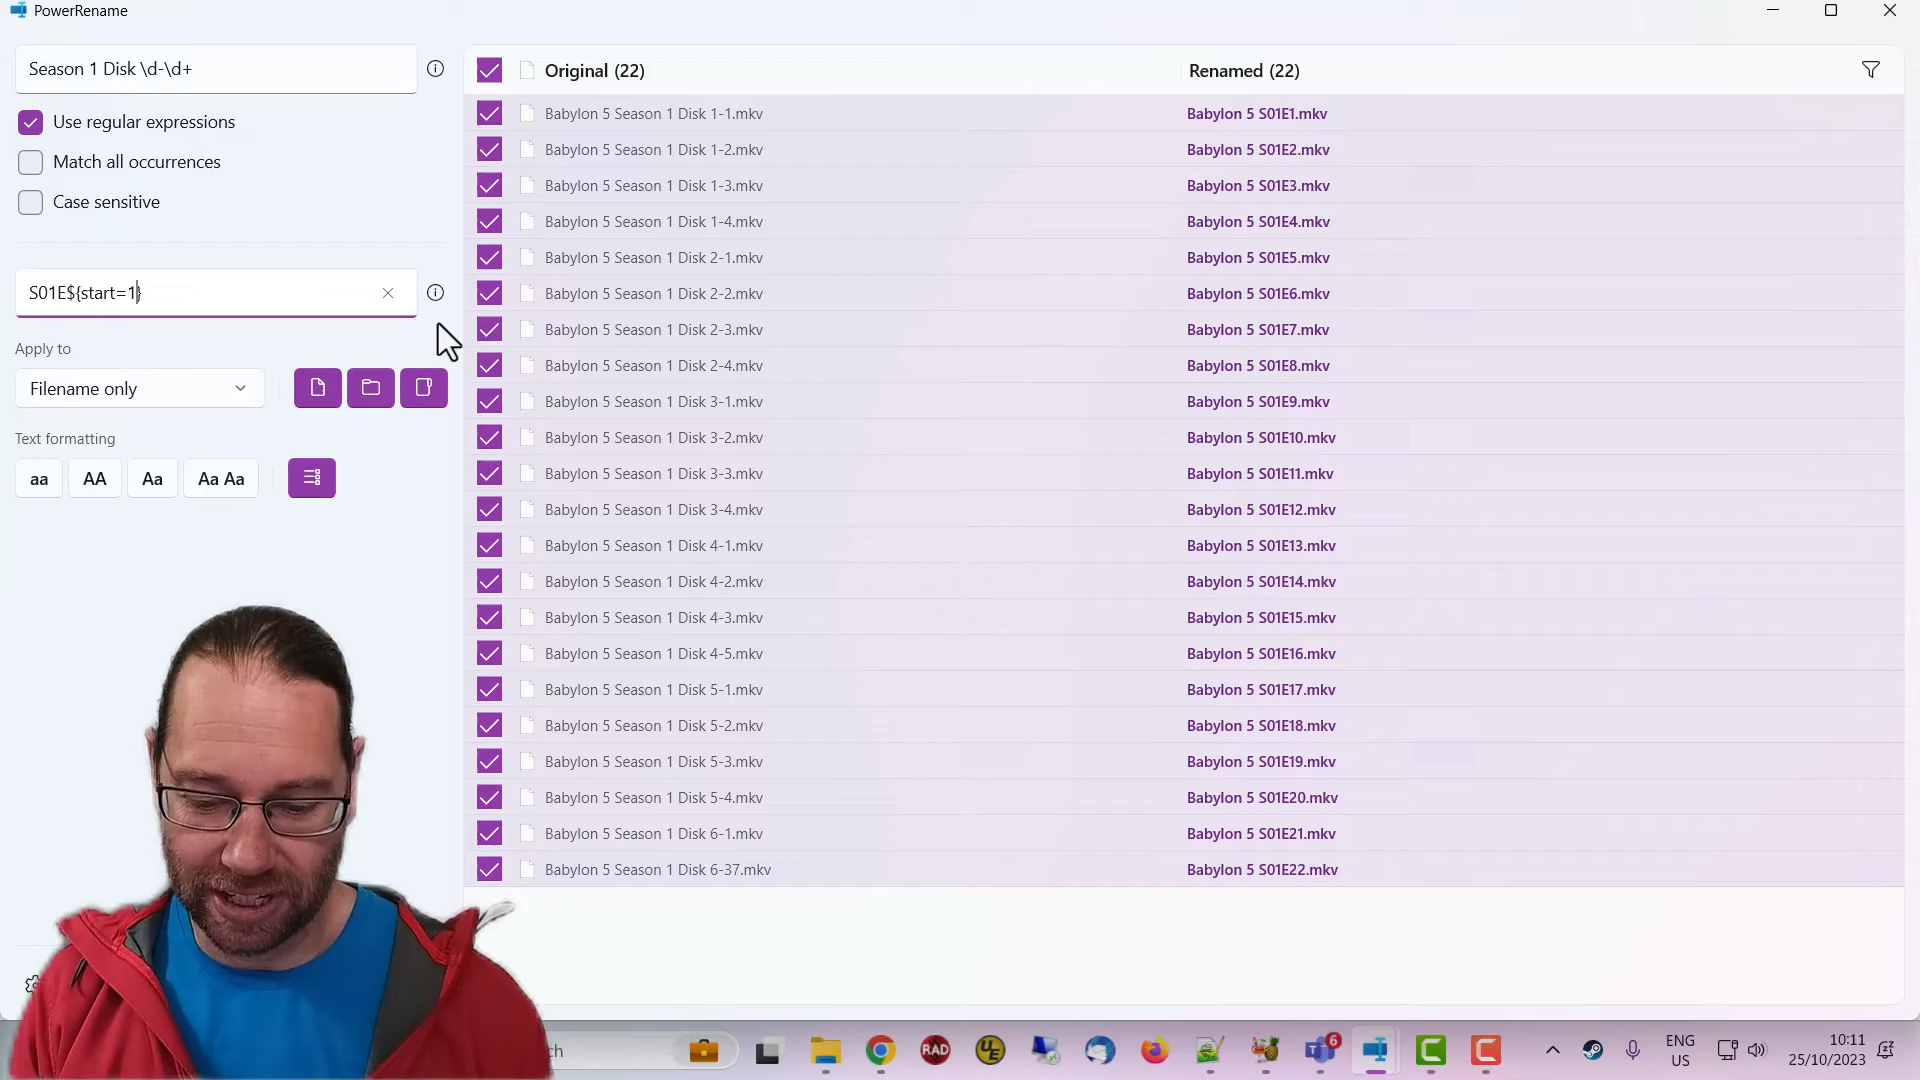 PowerRename
Season 1 Disk \d-\d+
Use regular expressions
Match all occurrences
Case sensitive
S01E${start=1}
Apply to
Filename only
Text formatting
aa AA Aa Aa Aa
Original (22) Renamed (22)
Babylon 5 Season 1 Disk 1-1.mkv Babylon 5 S01E1.mkv
Babylon 5 Season 1 Disk 1-2.mkv Babylon 5 S01E2.mkv
Babylon 5 Season 1 Disk 1-3.mkv Babylon 5 S01E3.mkv
Babylon 5 Season 1 Disk 1-4.mkv Babylon 5 S01E4.mkv
Babylon 5 Season 1 Disk 2-1.mkv Babylon 5 S01E5.mkv
Babylon 5 Season 1 Disk 2-2.mkv Babylon 5 S01E6.mkv
Babylon 5 Season 1 Disk 2-3.mkv Babylon 5 S01E7.mkv
Babylon 5 Season 1 Disk 2-4.mkv Babylon 5 S01E8.mkv
Babylon 5 Season 1 Disk 3-1.mkv Babylon 5 S01E9.mkv
Babylon 5 Season 1 Disk 3-2.mkv Babylon 5 S01E10.mkv
Babylon 5 Season 1 Disk 3-3.mkv Babylon 5 S01E11.mkv
Babylon 5 Season 1 Disk 3-4.mkv Babylon 5 S01E12.mkv
Babylon 5 Season 1 Disk 4-1.mkv Babylon 5 S01E13.mkv
Babylon 5 Season 1 Disk 4-2.mkv Babylon 5 S01E14.mkv
Babylon 5 Season 1 Disk 4-3.mkv Babylon 5 S01E15.mkv
Babylon 5 Season 1 Disk 4-5.mkv Babylon 5 S01E16.mkv
Babylon 5 Season 1 Disk 5-1.mkv Babylon 5 S01E17.mkv
Babylon 5 Season 1 Disk 5-2.mkv Babylon 5 S01E18.mkv
Babylon 5 Season 1 Disk 5-3.mkv Babylon 5 S01E19.mkv
Babylon 5 Season 1 Disk 5-4.mkv Babylon 5 S01E20.mkv
Babylon 5 Season 1 Disk 6-1.mkv Babylon 5 S01E21.mkv
Babylon 5 Season 1 Disk 6-37.mkv Babylon 5 S01E22.mkv
ch RAD UE 6
ENG
US
10:11
25/10/2023